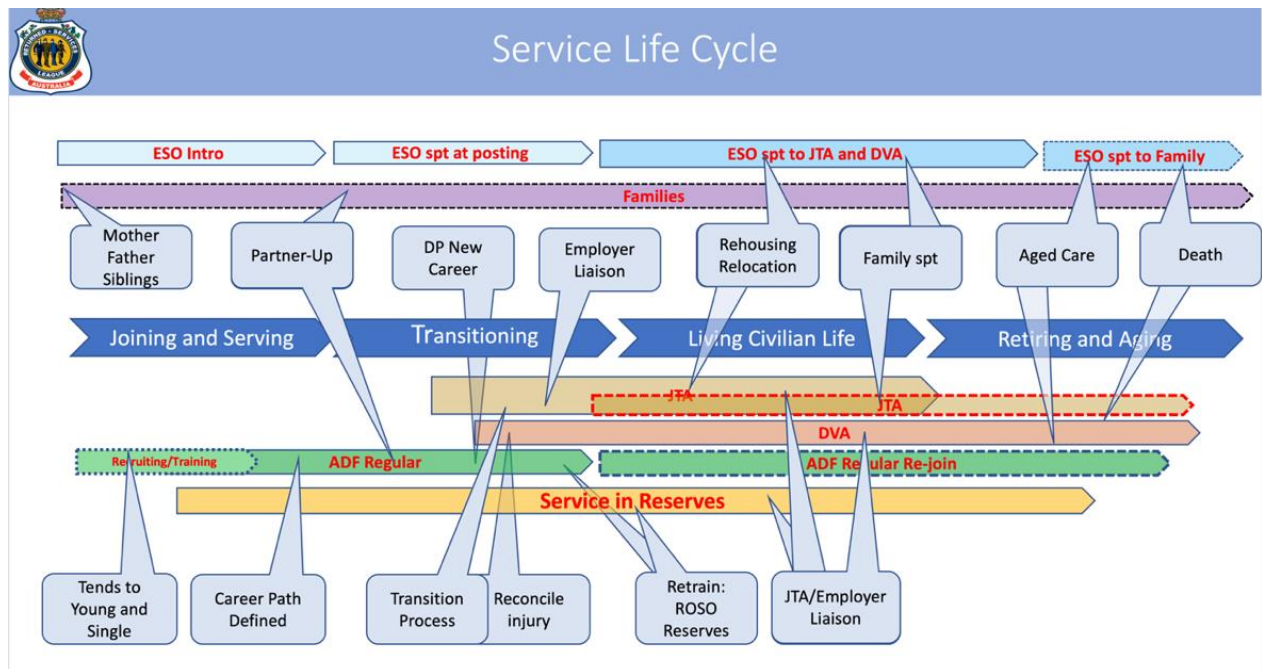 RETURNED - SERVICES
LEAGUE
AUSTRALIA
Service Life Cycle
ESO Intro
ESO spt at posting
ESO spt to JTA and DVA
ESO spt to Family
Families
Mother
Father
Siblings
Partner-Up
DP New
Career
Employer
Liaison
Rehousing
Relocation
Family spt
Aged Care
Death
Joining and Serving
Transitioning
Living Civilian Life
Retiring and Aging
JTA
JTA
DVA
Recruiting/Training
ADF Regular
ADF Regular Re-join
Service in Reserves
Tends to
Young and
Single
Career Path
Defined
Transition
Process
Reconcile
injury
Retrain:
ROSO
Reserves
JTA/Employer
Liaison